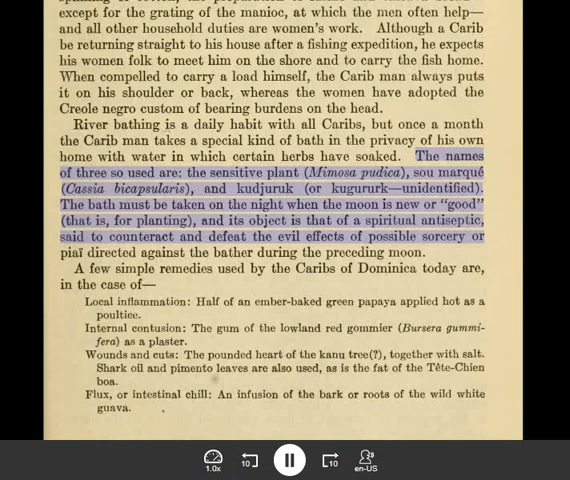 except for the grating of the manioc, at which the men often help—
and all other household duties are women's work. Although a Carib
be returning straight to his house after a fishing expedition, he expects
his women folk to meet him on the shore and to carry the fish home.
When compelled to carry a load himself, the Carib man always puts
it on his shoulder or back, whereas the women have adopted the
Creole negro custom of bearing burdens on the head.
River bathing is a daily habit with all Caribs, but once a month
the Carib man takes a special kind of bath in the privacy of his own
home with water in which certain herbs have soaked. The names
of three so used are: the sensitive plant (Mimosa pudica), sou marqué
(Cassia bicapsularis), and kudjuruk (or kugururk—unidentified).
The bath must be taken on the night when the moon is new or "good"
(that is, for planting), and its object is that of a spiritual antiseptic,
said to counteract and defeat the evil effects of possible sorcery or
piaï directed against the bather during the preceding moon.
A few simple remedies used by the Caribs of Dominica today are,
in the case of—
Local inflammation: Half of an ember-baked green papaya applied hot as a
poultice.
Internal contusion: The gum of the lowland red gommier (Bursera gummi-
fera) as a plaster.
Wounds and cuts: The pounded heart of the kanu tree(?), together with salt.
Shark oil and pimento leaves are also used, as is the fat of the Tête-Chien
boa.
Flux, or intestinal chill: An infusion of the bark or roots of the wild white
guava.
1.0x
10
10
en-US